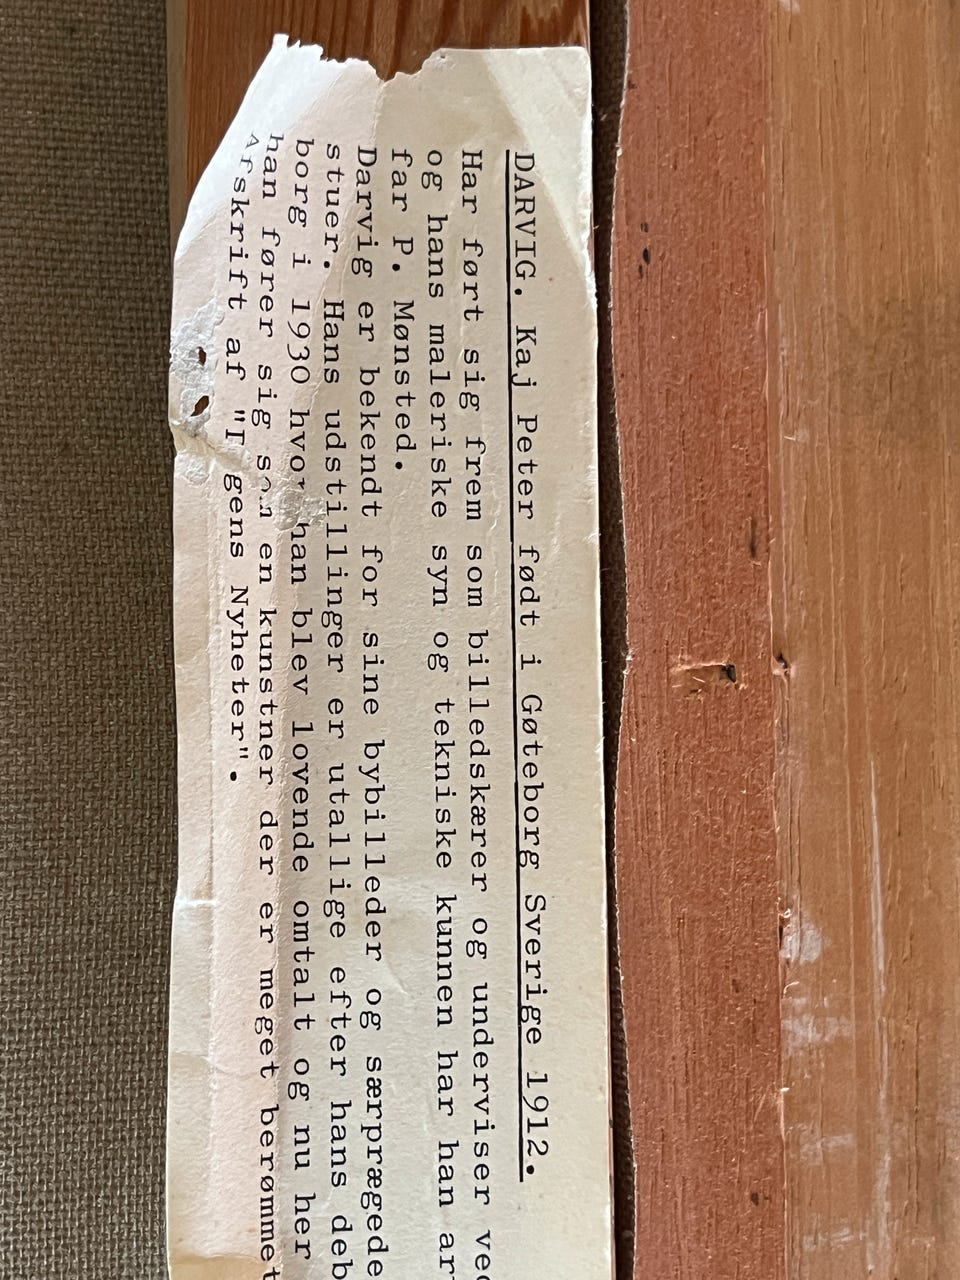 DARVIG. Kaj Peter født i Gøteborg Sverige 1912.
Har ført sig frem som billedskærer og underviser
og hans maleriske syn og tekniske kunnen har han
far P. Mønsted.
Darvig er bekendt for sine bybilleder og særprægede
stuer. Hans udstillinger er utallige efter hans
borg i 1930 hvor han blev lovende omtalt og nu her
han fører sig som en kunstner der er meget berømmet
Afskrift af "Dagens Nyheter".